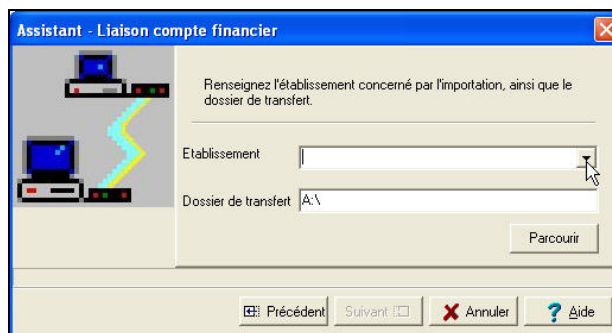 Assistant - Liaison compte financier
Renseignez l'établissement concerné par l'importation, ainsi que le
dossier de transfert.
Etablissement
Dossier de transfert A:\
Parcourir
Précédent Suivant Annuler Aide